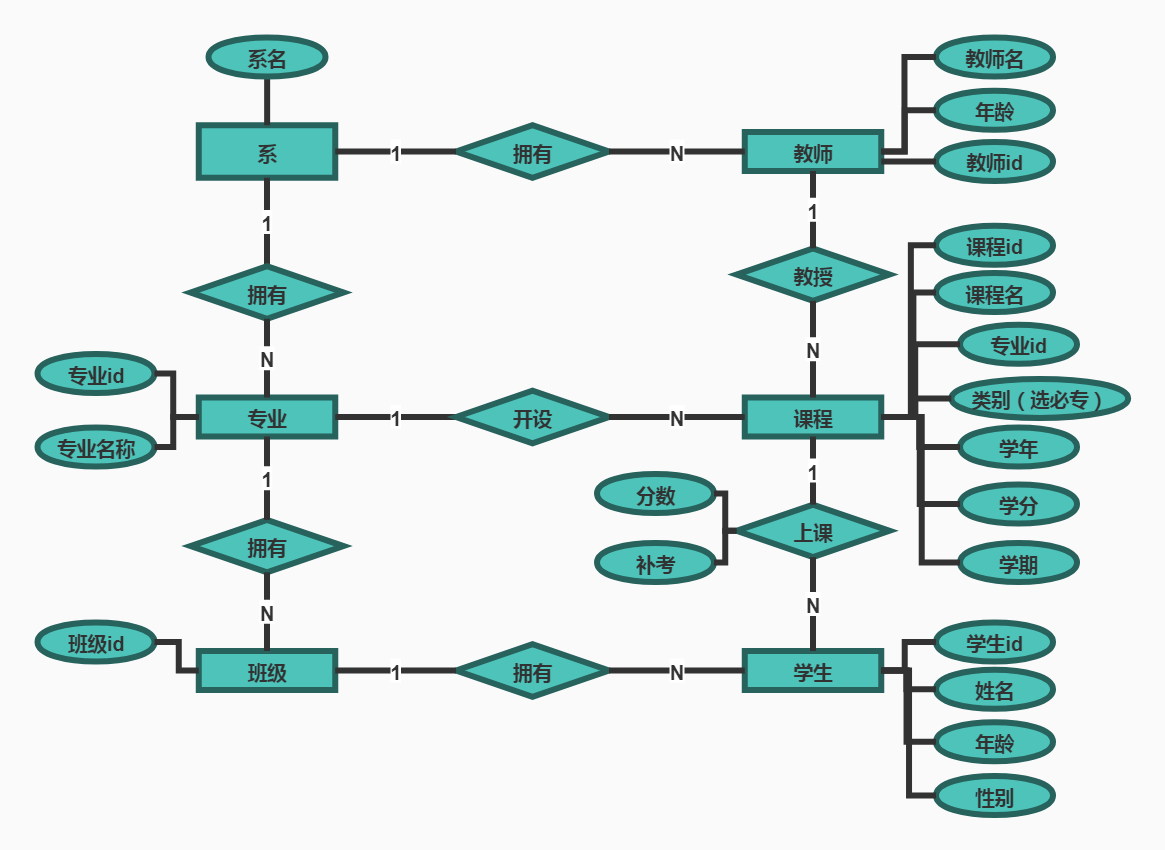 系名
教师名
年龄
教师id
系
1
拥有
N
教师
1
1
教授
课程id
课程名
专业id
类别（选必专）
学年
学分
学期
拥有
N
N
专业id
专业名称
专业
1
开设
N
课程
1
1
分数
补考
上课
拥有
N
N
班级id
班级
1
拥有
N
学生
学生id
姓名
年龄
性别